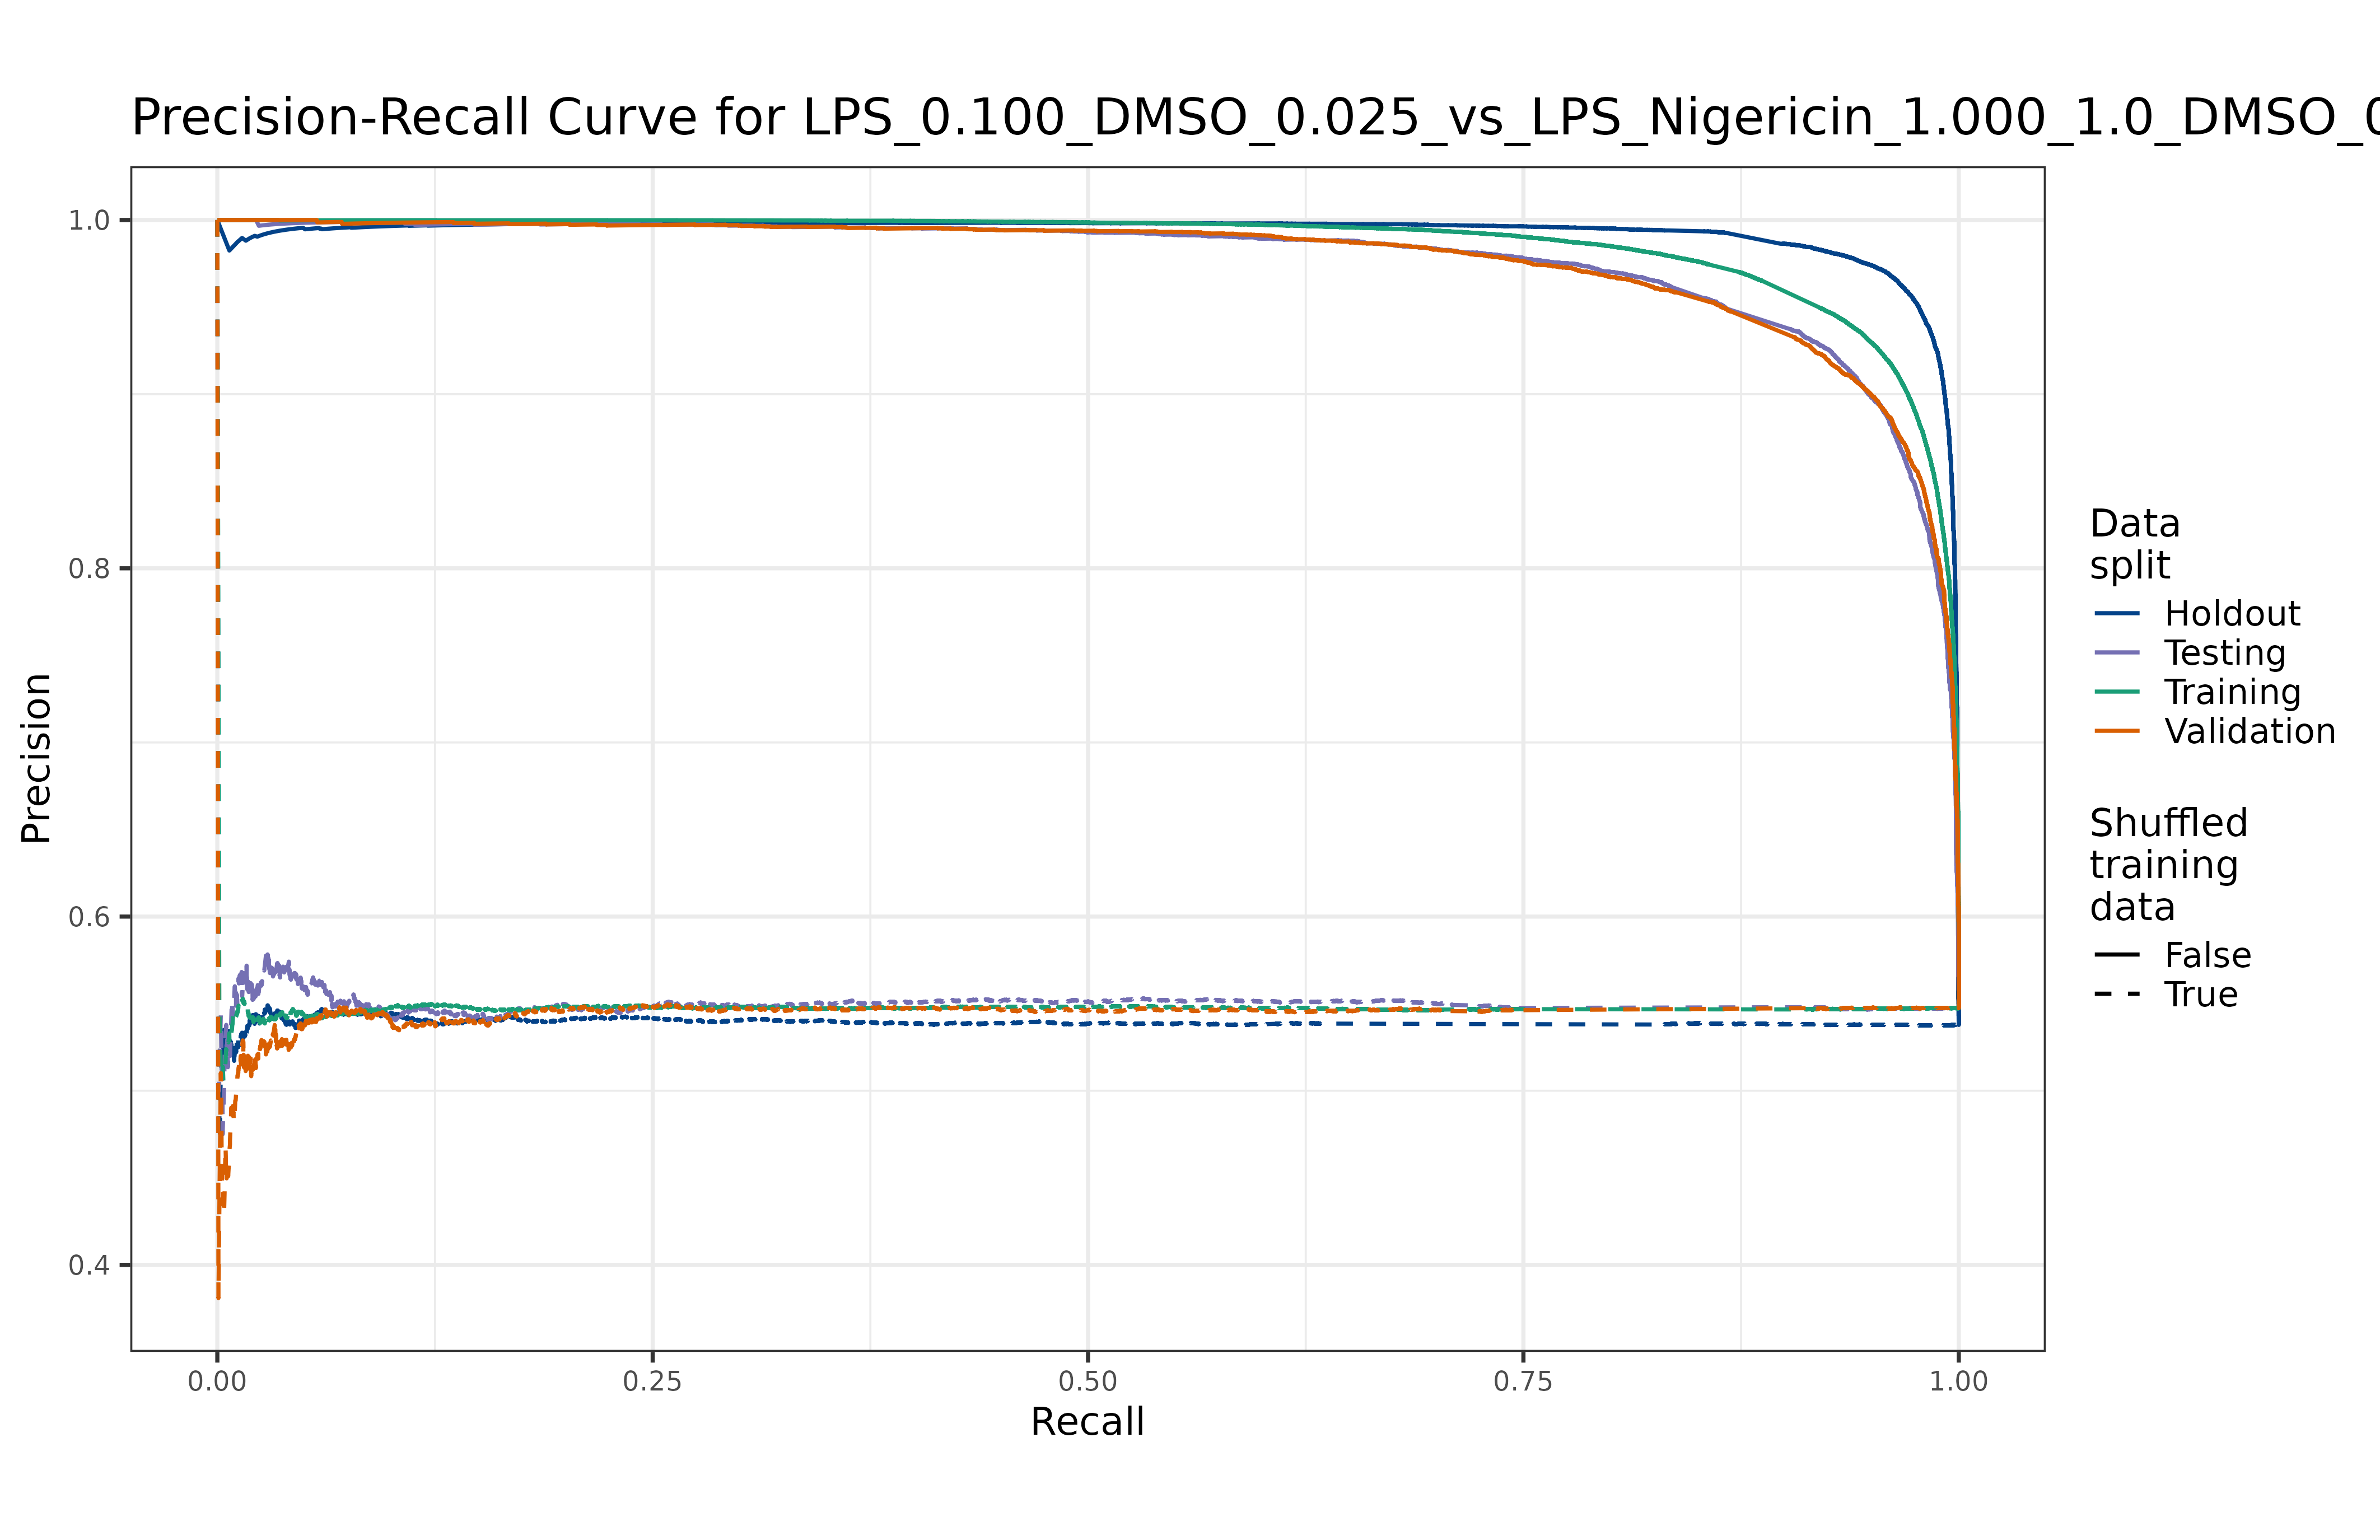 Precision-Recall Curve for LPS_0.100_DMSO_0.025_vs_LPS_Nigericin_1.000_1.0_DMSO_0
1.0
0.8
0.6
0.4
Precision
0.00
0.25
0.50
0.75
1.00
Recall
Data
split
Holdout
Testing
Training
Validation
Shuffled
training
data
False
True